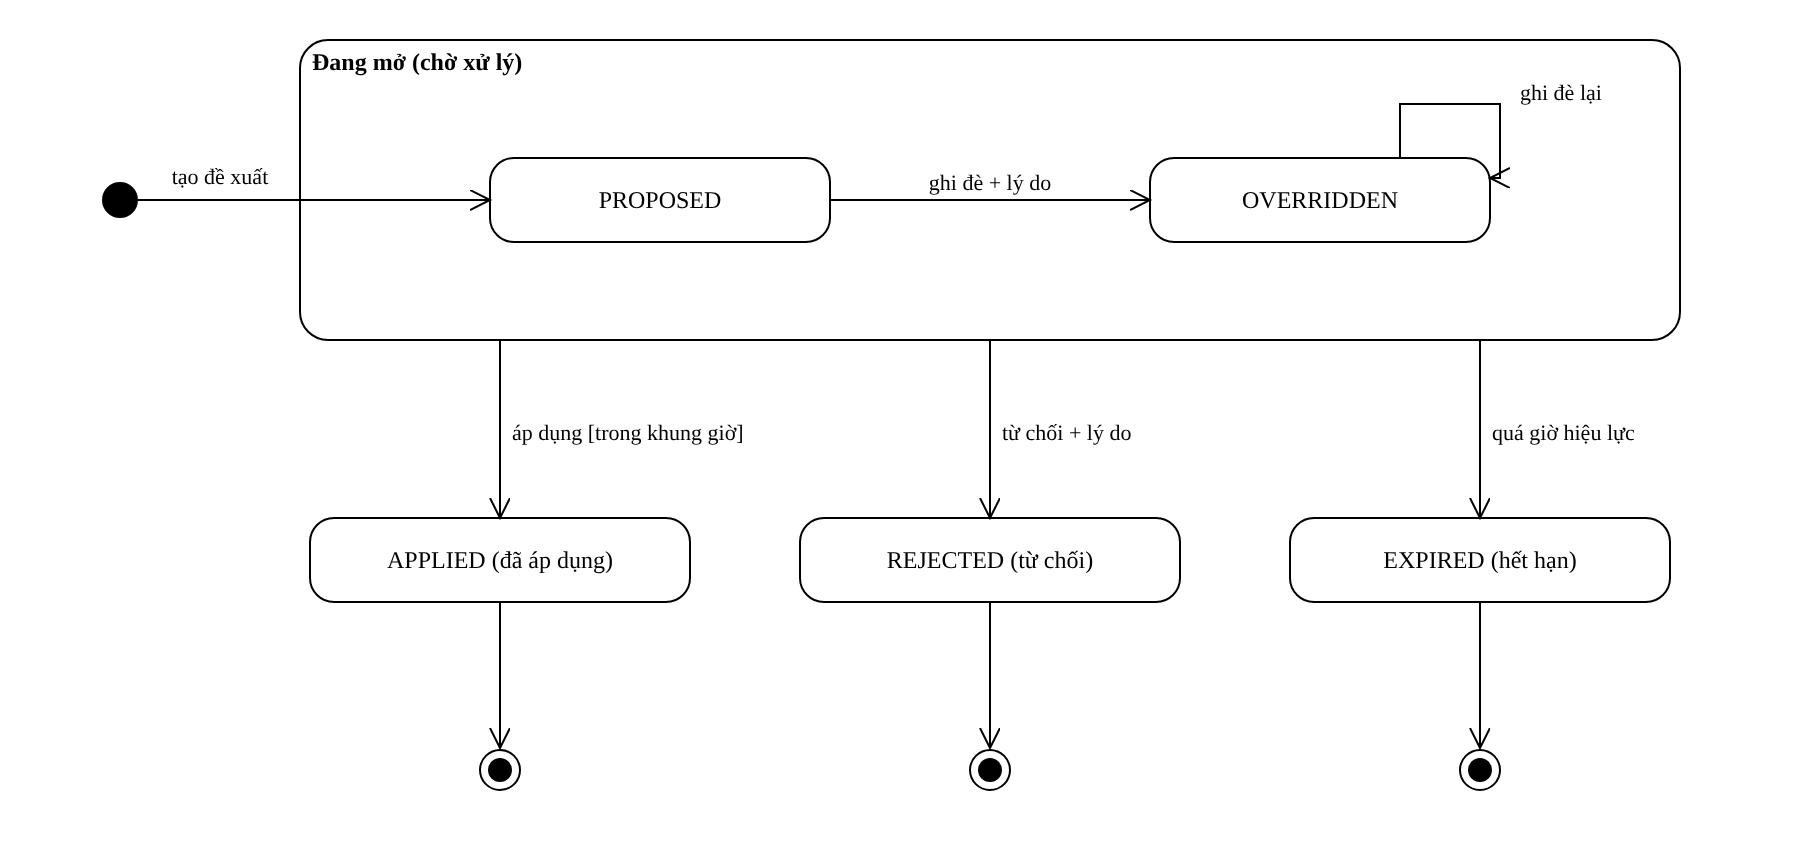 Đang mở (chờ xử lý)
ghi đè lại
tạo đề xuất
PROPOSED
ghi đè + lý do
OVERRIDDEN
áp dụng [trong khung giờ]
từ chối + lý do
quá giờ hiệu lực
APPLIED (đã áp dụng)
REJECTED (từ chối)
EXPIRED (hết hạn)